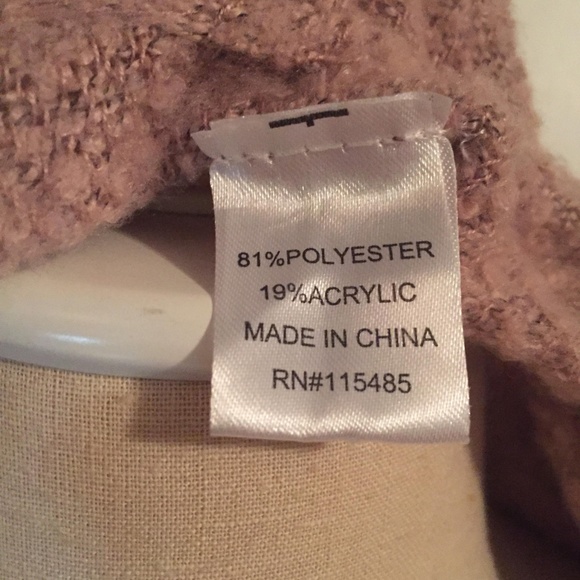 81%POLYESTER
19%ACRYLIC
MADE IN CHINA
RN#115485